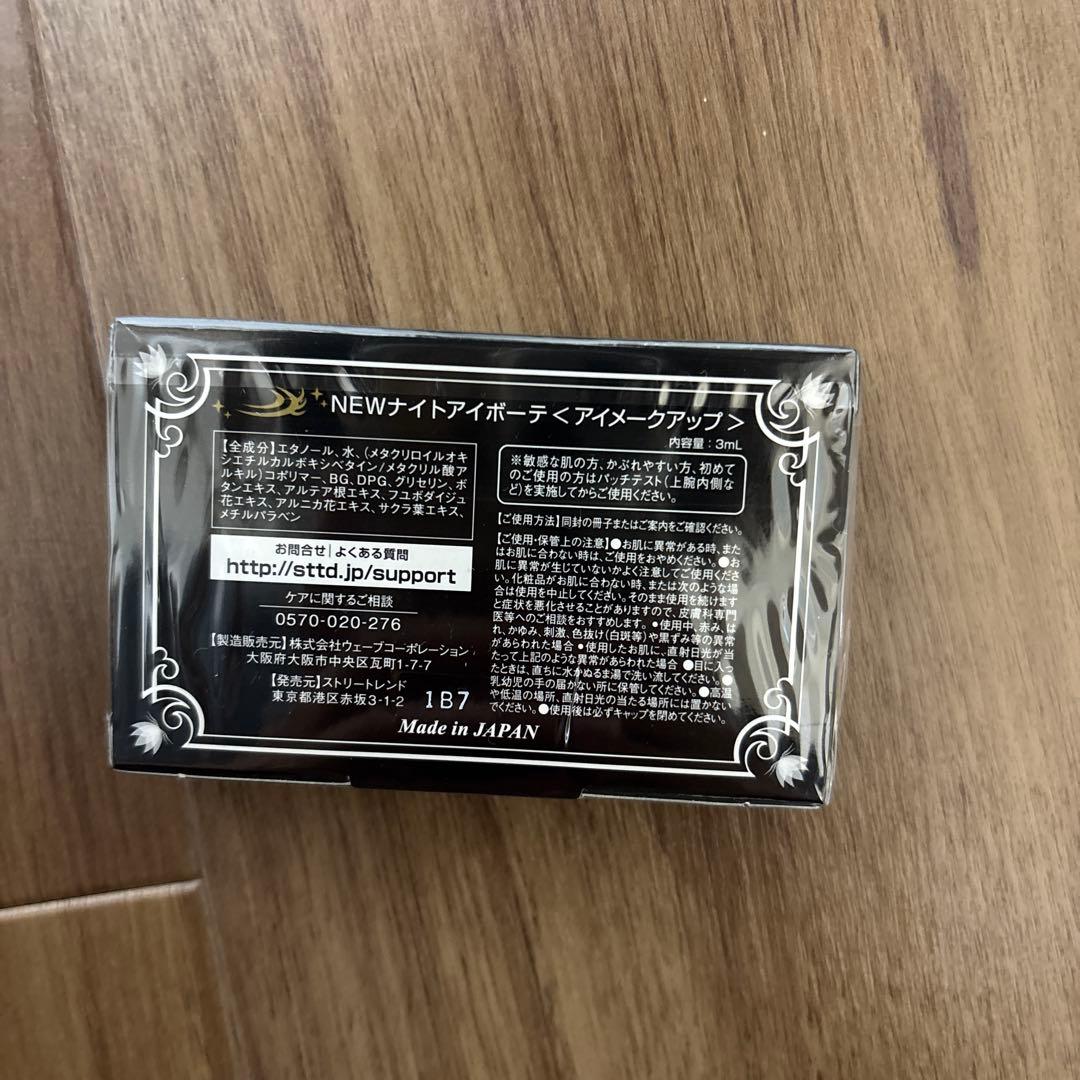 NEWナイトアイボーテ<アイメークアップ>
内容量：3mL
【全成分】エタノール、水、（メタクリロイルオキ
シエチルカルボキシベタイン/メタクリル酸ア
ルキル）コポリマー、BG、DPG、グリセリン、ボ
タンエキス、アルテア根エキス、フユボダイジュ
花エキス、アルニカ花エキス、サクラ葉エキス、
メチルパラベン
お問合せ|よくある質問
http://sttd.jp/support
ケアに関するご相談
0570-020-276
【製造販売元】株式会社ウェーブコーポレーション
大阪府大阪市中央区瓦町1-7-7
【発売元】ストリートレンド
東京都港区赤坂3-1-2
1B7
Made in JAPAN
※敏感な肌の方、かぶれやすい方、初めて
のご使用の方はパッチテスト（上腕内側な
ど）を実施してからご使用ください。
【ご使用方法】同封の冊子またはご案内をご確認ください。
【ご使用・保管上の注意】●お肌に異常がある時、また
はお肌に合わない時は、ご使用をおやめください。●お
肌に異常が生じていないかよく注意してご使用くださ
い。化粧品がお肌に合わない時、または次のような場
合は使用を中止してください。そのまま使用を続けます
と症状を悪化させることがありますので、皮膚科専門
医等へのご相談をおすすめします。●使用中、赤み、は
れ、かゆみ、刺激、色抜け（白斑等）や黒ずみ等の異常
があらわれた場合 ●使用したお肌に、直射日光が当
たって上記のような異常があらわれた場合 ●目に入っ
たときは、直ちに水かぬるま湯で洗い流してください。●
乳幼児の手の届かない所に保管してください。●高温
や低温の場所、直射日光の当たる場所には置かない
でください。●使用後は必ずキャップを閉めてください。